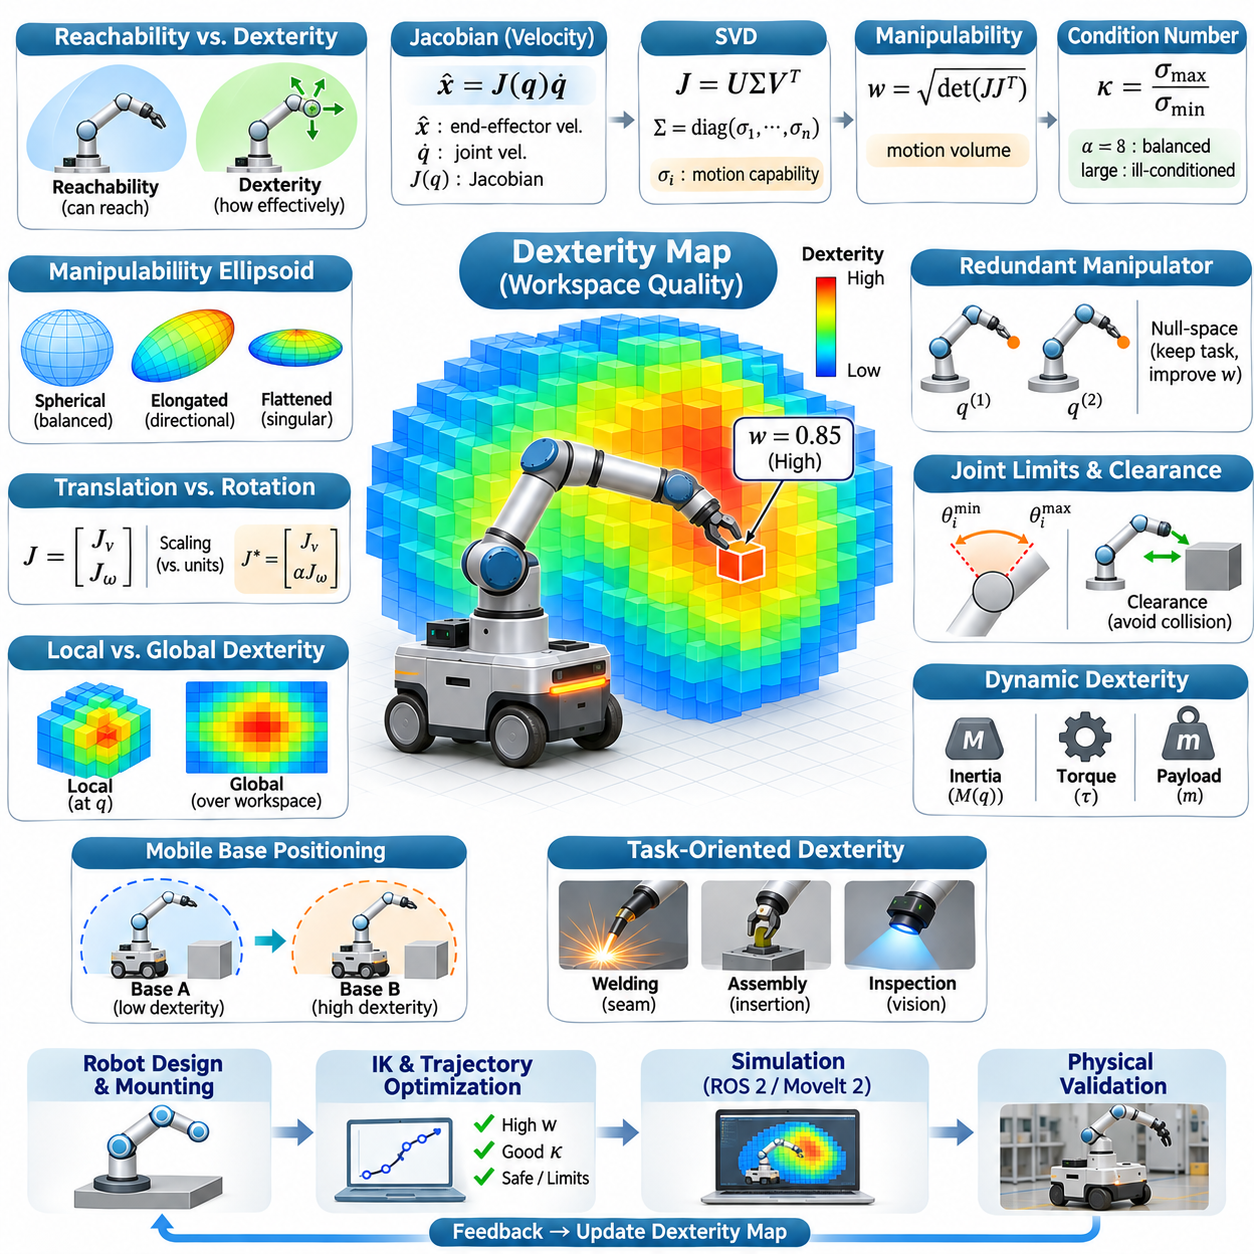 Reachability vs. Dexterity
Reachability
(can reach)
Dexterity
(how effectively)
Jacobian (Velocity)
x̂ = J(q)q̇
x̂ : end-effector vel.
q̇ : joint vel.
J(q) : Jacobian
SVD
J = UΣV^T
Σ = diag(σ₁,⋯,σₙ)
σᵢ : motion capability
Manipulability
w = √det(JJ^T)
motion volume
Condition Number
κ = σmax/σmin
α = 8 : balanced
large : ill-conditioned
Manipulability Ellipsoid
Spherical
(balanced)
Elongated
(directional)
Flattened
(singular)
Dexterity Map
(Workspace Quality)
Dexterity
High
Low
w = 0.85
(High)
Redundant Manipulator
q⁽¹⁾
q⁽²⁾
Null-space
(keep task,
improve w)
Translation vs. Rotation
J = [Jᵥ
J_ω]
Scaling
(vs. units)
J* = [Jᵥ
αJ_ω]
Joint Limits & Clearance
θᵢ^min
θᵢ^max
Clearance
(avoid collision)
Local vs. Global Dexterity
Local
(at q)
Global
(over workspace)
Dynamic Dexterity
M
Inertia
(M(q))
Torque
(τ)
m
Payload
(m)
Mobile Base Positioning
Base A
(low dexterity)
Base B
(high dexterity)
Task-Oriented Dexterity
Welding
(seam)
Assembly
(insertion)
Inspection
(vision)
Robot Design
& Mounting
IK & Trajectory
Optimization
High w
Good κ
Safe / Limits
Simulation
(ROS 2 / MoveIt 2)
Physical
Validation
Feedback → Update Dexterity Map